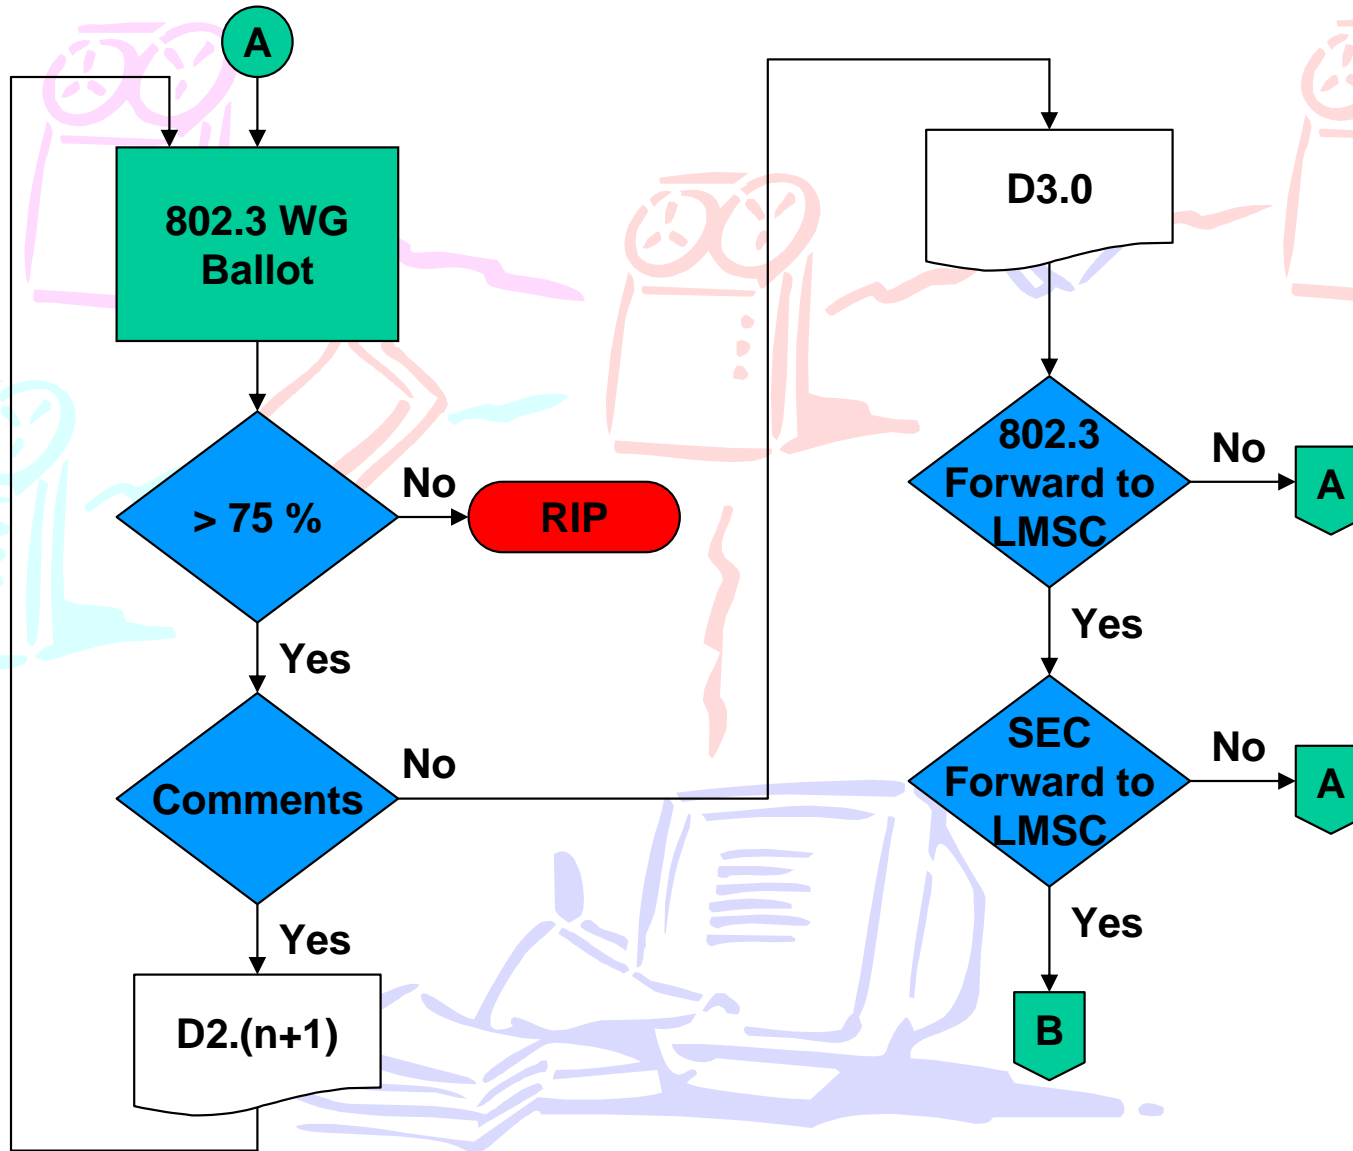 A
802.3 WG
Ballot
> 75 %
No
RIP
Yes
Comments
No
Yes
D2.(n+1)
D3.0
802.3
Forward to
LMSC
No
A
Yes
SEC
Forward to
LMSC
No
A
Yes
B